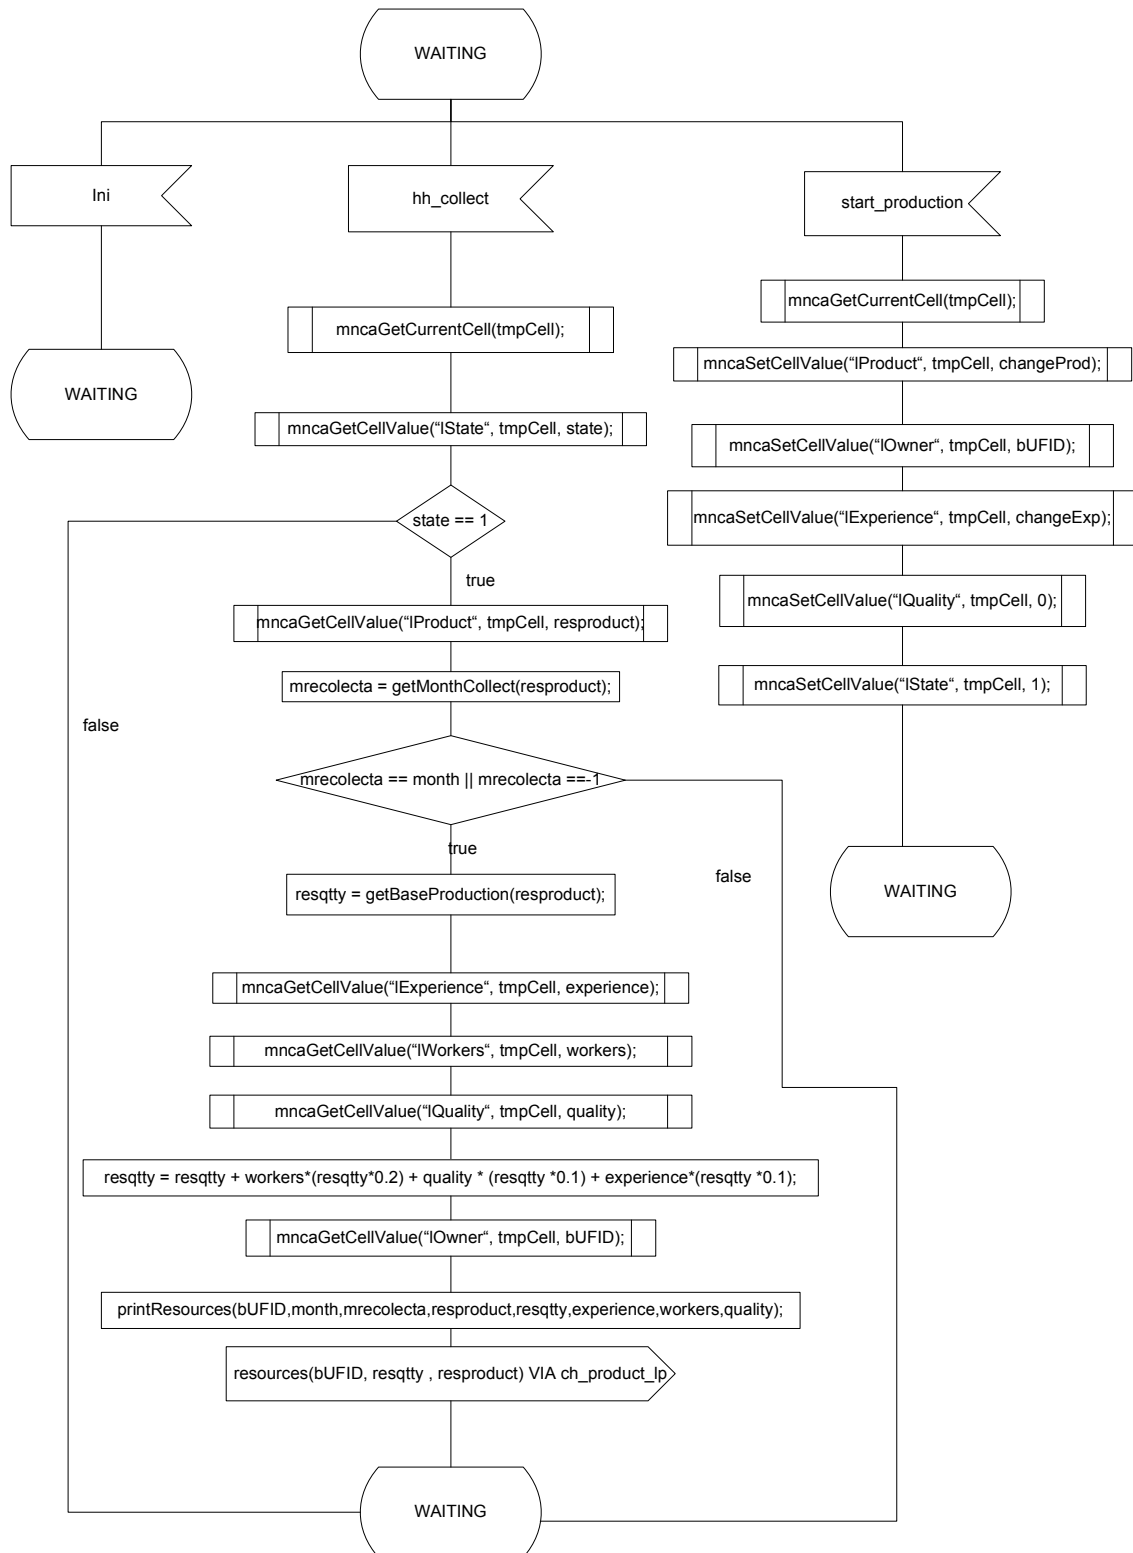 WAITING
Ini
WAITING
hh_collect
mncaGetCurrentCell(tmpCell);
mncaGetCellValue(“lState“, tmpCell, state);
state == 1
true
false
mncaGetCellValue(“lProduct“, tmpCell, resproduct);
mrecolecta = getMonthCollect(resproduct);
mrecolecta == month || mrecolecta ==-1
true
false
resqtty = getBaseProduction(resproduct);
mncaGetCellValue(“lExperience“, tmpCell, experience);
mncaGetCellValue(“lWorkers“, tmpCell, workers);
mncaGetCellValue(“lQuality“, tmpCell, quality);
resqtty = resqtty + workers*(resqtty*0.2) + quality * (resqtty *0.1) + experience*(resqtty *0.1);
mncaGetCellValue(“lOwner“, tmpCell, bUFID);
printResources(bUFID,month,mrecolecta,resproduct,resqtty,experience,workers,quality);
resources(bUFID, resqtty , resproduct) VIA ch_product_lp
WAITING
start_production
mncaGetCurrentCell(tmpCell);
mncaSetCellValue(“lProduct“, tmpCell, changeProd);
mncaSetCellValue(“lOwner“, tmpCell, bUFID);
mncaSetCellValue(“lExperience“, tmpCell, changeExp);
mncaSetCellValue(“lQuality“, tmpCell, 0);
mncaSetCellValue(“lState“, tmpCell, 1);
WAITING